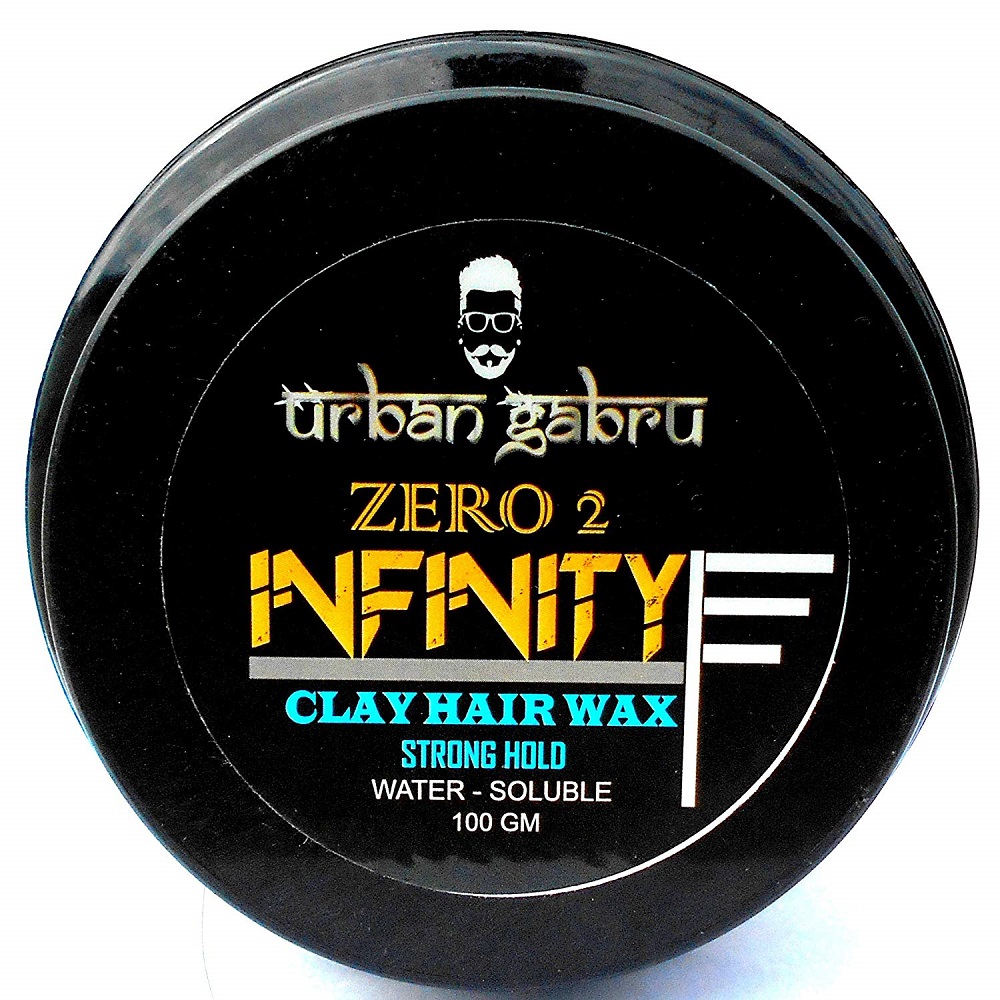 urban gabru
ZERO 2
INFINITY
CLAY HAIR WAX
STRONG HOLD
WATER - SOLUBLE
100 GM